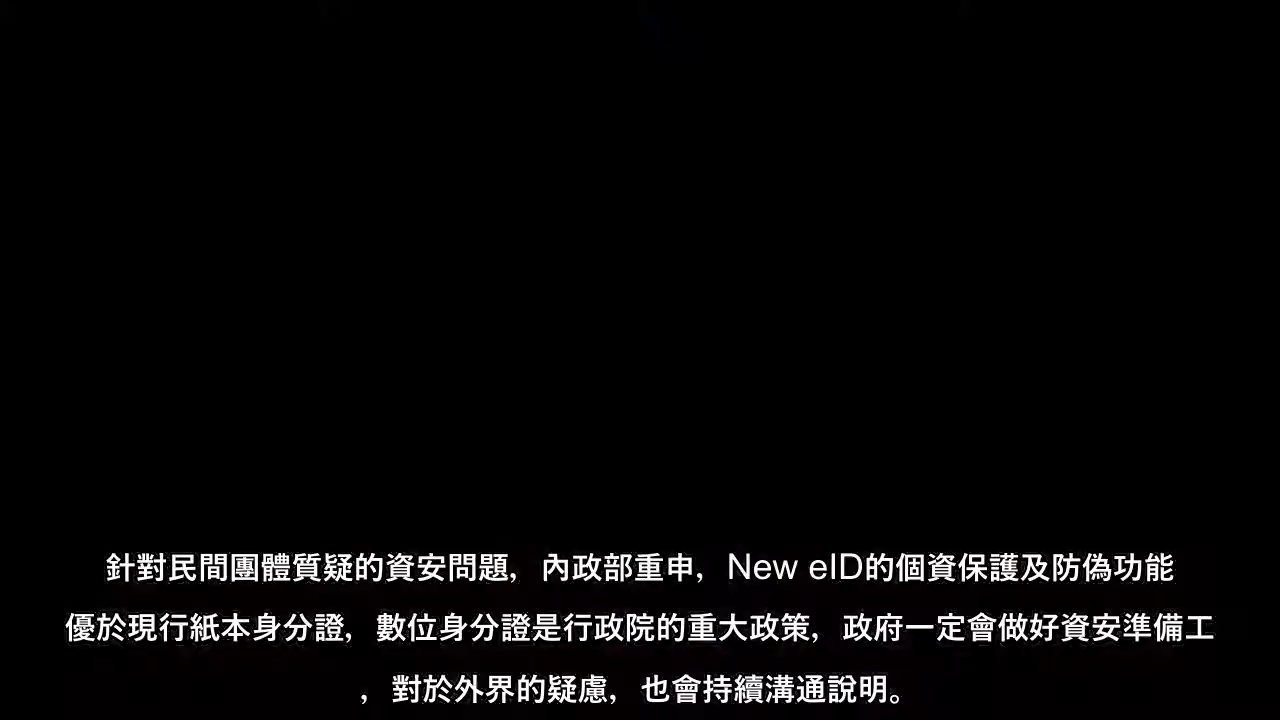 針對民間團體質疑的資安問題，內政部重申，New eID的個資保護及防偽功能
優於現行紙本身分證，數位身分證是行政院的重大政策，政府一定會做好資安準備工
，對於外界的疑慮，也會持續溝通說明。